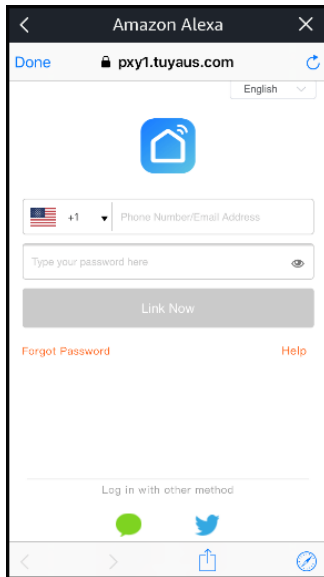 Amazon Alexa
Done pxy1.tuyaus.com
English
+1 Phone Number/Email Address
Type your password here
Link Now
Forgot Password Help
Log in with other method